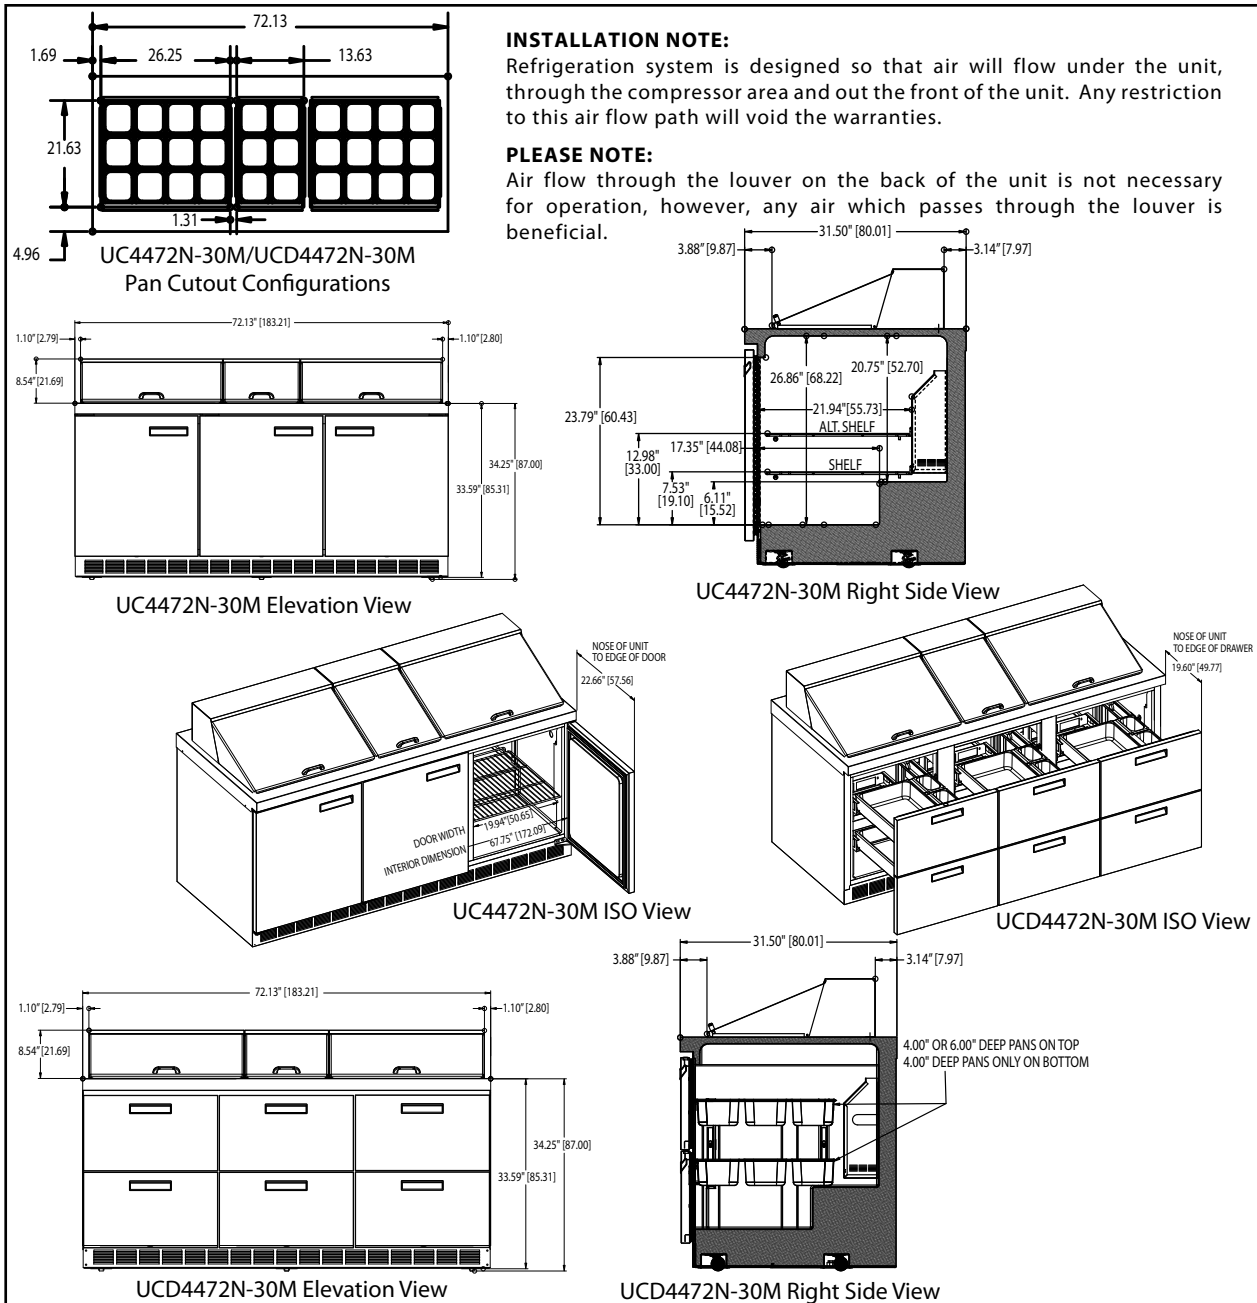 72.13
1.69
26.25
13.63
21.63
1.31
4.96
UC4472N-30M/UCD4472N-30M
Pan Cutout Configurations
INSTALLATION NOTE:
Refrigeration system is designed so that air will flow under the unit,
through the compressor area and out the front of the unit. Any restriction
to this air flow path will void the warranties.
PLEASE NOTE:
Air flow through the louver on the back of the unit is not necessary
for operation, however, any air which passes through the louver is
beneficial.
72.13" [183.21]
1.10" [2.79]
1.10" [2.80]
8.54" [21.69]
34.25" [87.00]
33.59" [85.31]
UC4472N-30M Elevation View
31.50" [80.01]
3.88" [9.87]
3.14" [7.97]
26.86" [68.22]
20.75" [52.70]
23.79" [60.43]
21.94"[55.73]
ALT. SHELF
17.35" [44.08]
12.98"
[33.00]
SHELF
7.53"
[19.10]
6.11"
[15.52]
UC4472N-30M Right Side View
NOSE OF UNIT
TO EDGE OF DOOR
22.66" [57.56]
DOOR WIDTH
19.94"[50.65]
INTERIOR DIMENSION
67.75" [172.09]
UC4472N-30M ISO View
NOSE OF UNIT
TO EDGE OF DRAWER
19.60" [49.77]
UCD4472N-30M ISO View
72.13" [183.21]
1.10" [2.79]
1.10" [2.80]
8.54" [21.69]
34.25" [87.00]
33.59" [85.31]
UCD4472N-30M Elevation View
31.50" [80.01]
3.88" [9.87]
3.14" [7.97]
4.00" OR 6.00" DEEP PANS ON TOP
4.00" DEEP PANS ONLY ON BOTTOM
UCD4472N-30M Right Side View